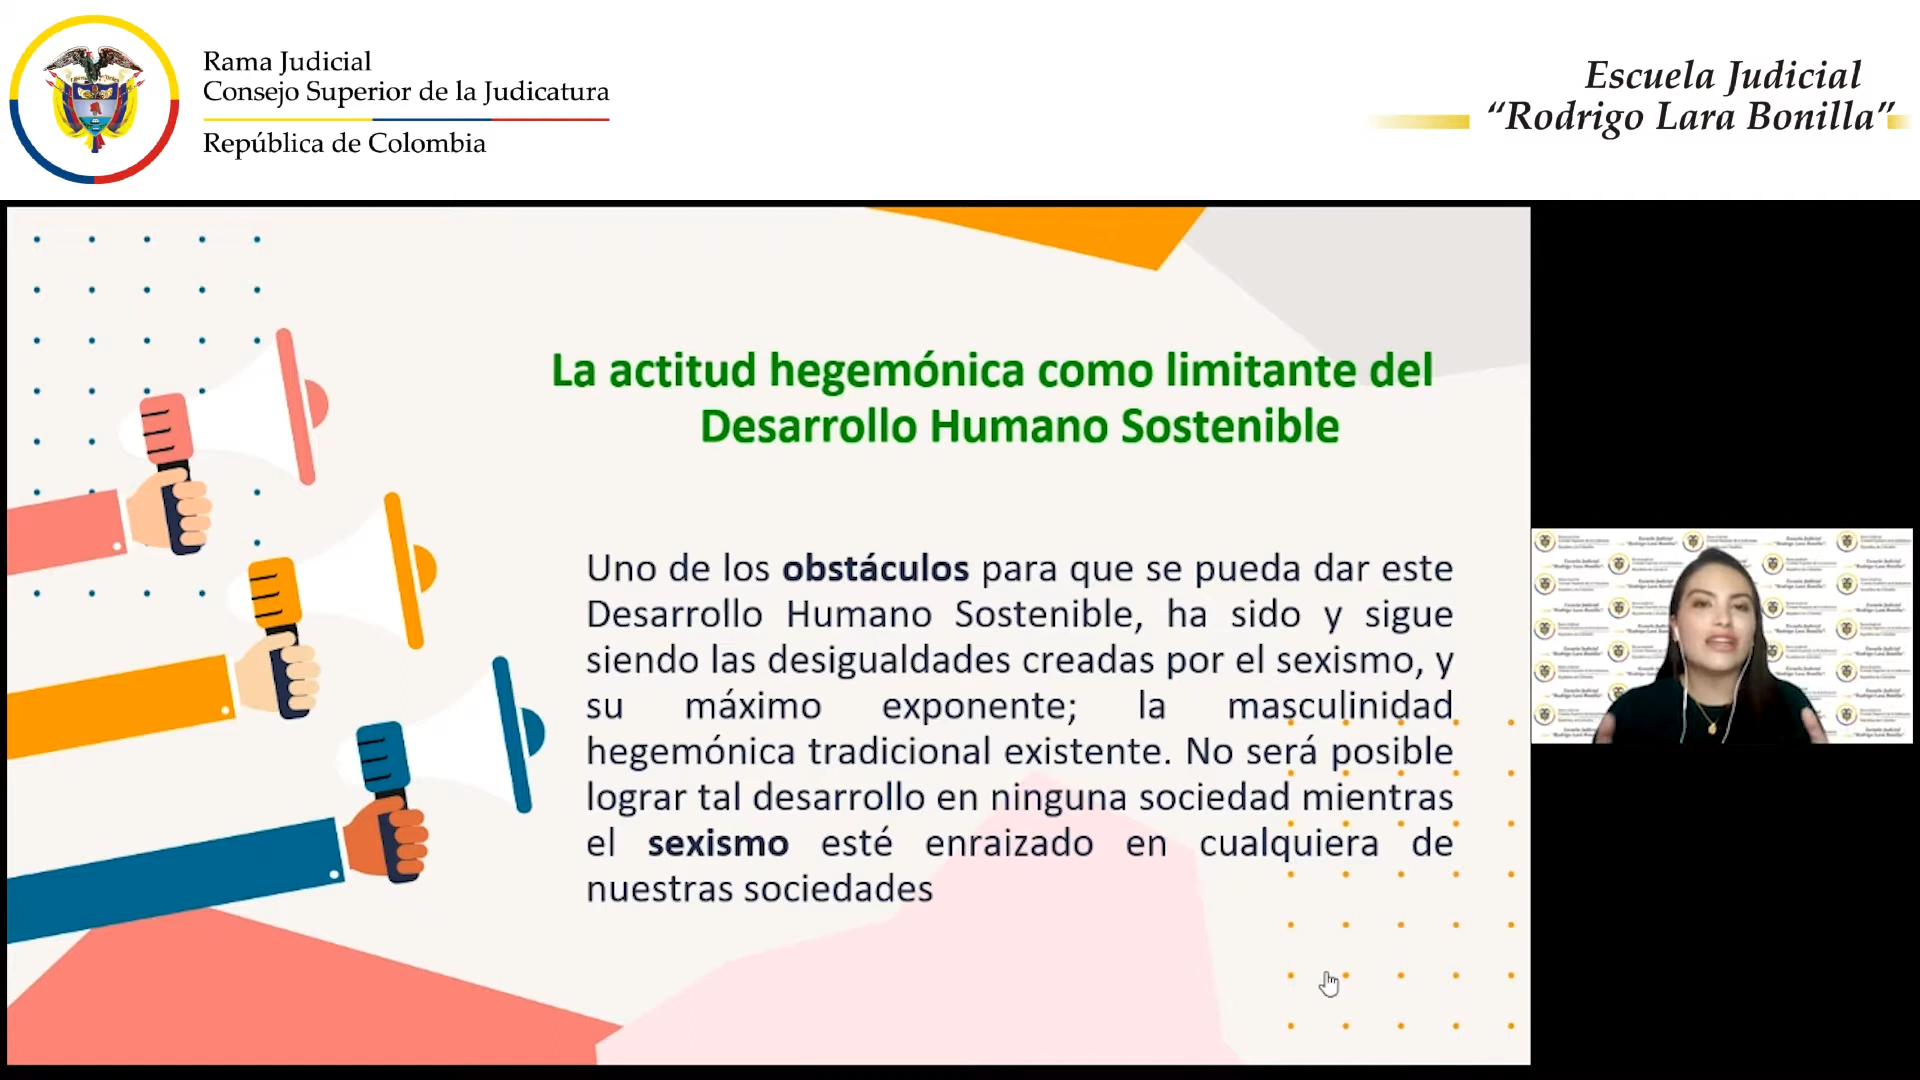 Rama Judicial
Consejo Superior de la Judicatura
República de Colombia
Escuela Judicial
“Rodrigo Lara Bonilla”
La actitud hegemónica como limitante del
Desarrollo Humano Sostenible
Uno de los obstáculos para que se pueda dar este
Desarrollo Humano Sostenible, ha sido y sigue
siendo las desigualdades creadas por el sexismo, y
su máximo exponente; la masculinidad
hegemónica tradicional existente. No será posible
lograr tal desarrollo en ninguna sociedad mientras
el sexismo esté enraizado en cualquiera de
nuestras sociedades